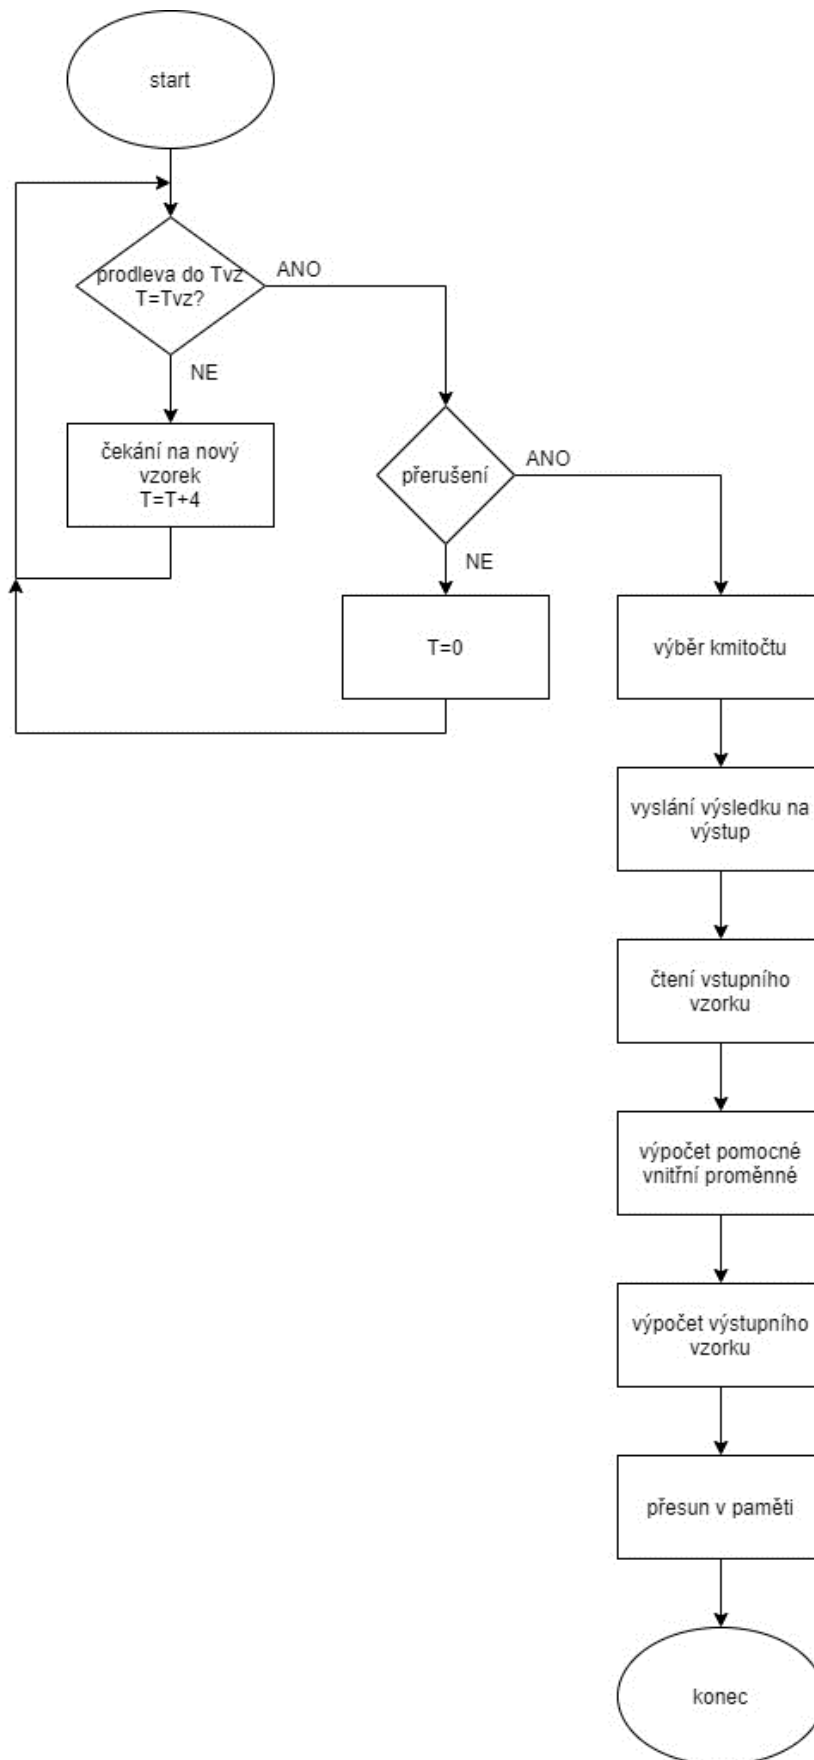 start
prodleva do Tvz
T=Tvz?
ANO
NE
čekání na nový
vzorek
T=T+4
přerušení
ANO
NE
T=0
výběr kmitočtu
vyslání výsledku na
výstup
čtení vstupního
vzorku
výpočet pomocné
vnitřní proměnné
výpočet výstupního
vzorku
přesun v paměti
konec